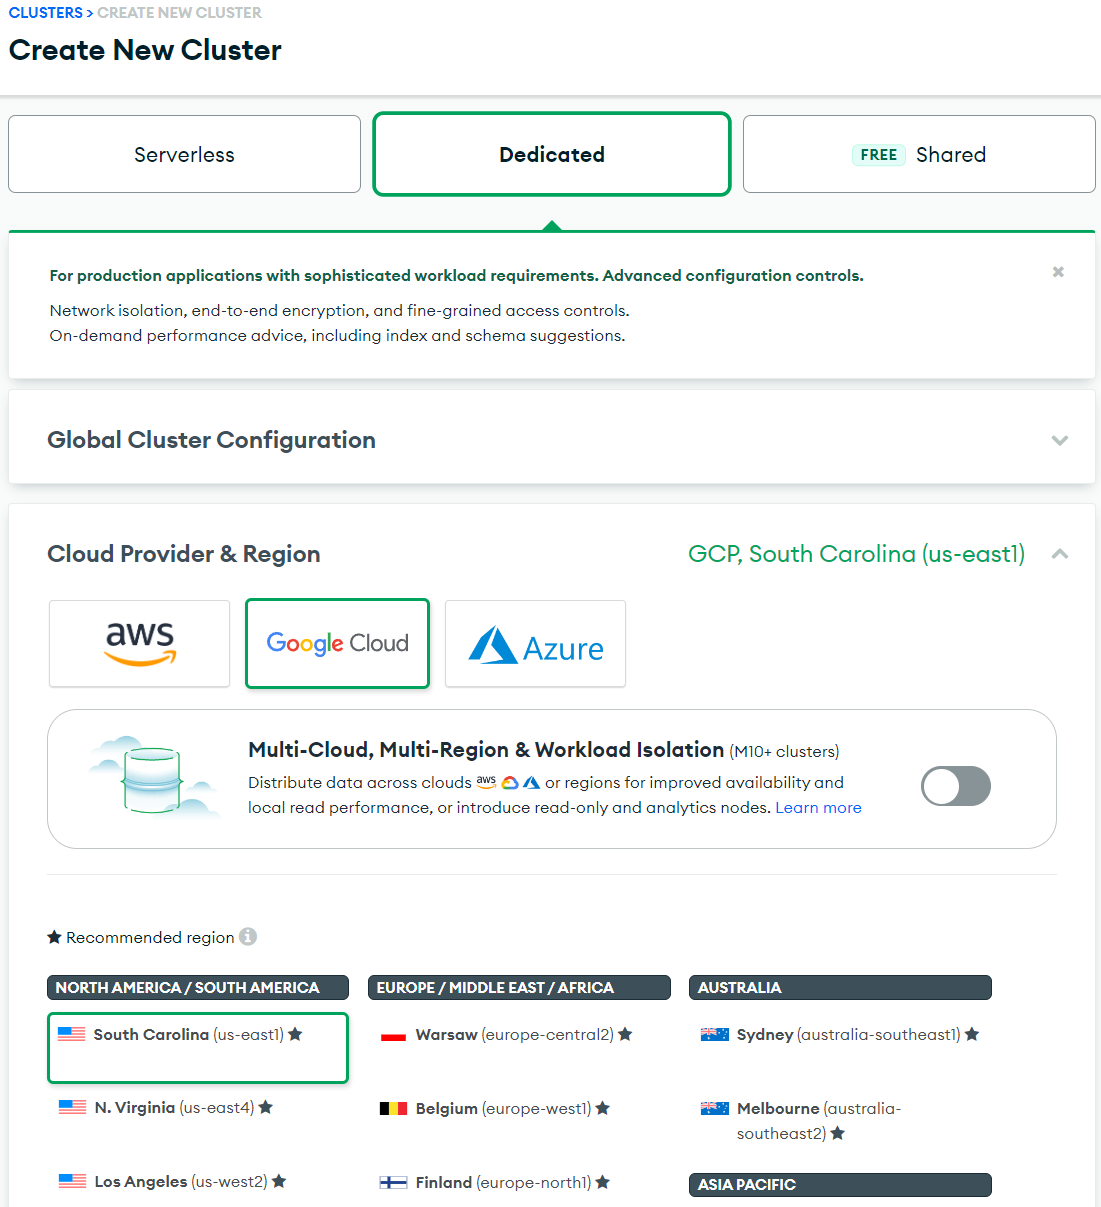 CLUSTERS > CREATE NEW CLUSTER
Create New Cluster
Serverless
Dedicated
FREE Shared
For production applications with sophisticated workload requirements. Advanced configuration controls.
Network isolation, end-to-end encryption, and fine-grained access controls.
On-demand performance advice, including index and schema suggestions.
Global Cluster Configuration
Cloud Provider & Region
GCP, South Carolina (us-east1)
aws
Google Cloud
Azure
Multi-Cloud, Multi-Region & Workload Isolation (M10+ clusters)
Distribute data across clouds aws or regions for improved availability and
local read performance, or introduce read-only and analytics nodes. Learn more
★ Recommended region
NORTH AMERICA / SOUTH AMERICA
South Carolina (us-east1) ★
N. Virginia (us-east4) ★
Los Angeles (us-west2) ★
EUROPE / MIDDLE EAST / AFRICA
Warsaw (europe-central2) ★
Belgium (europe-west1) ★
Finland (europe-north1) ★
AUSTRALIA
Sydney (australia-southeast1) ★
Melbourne (australia-
southeast2) ★
ASIA PACIFIC